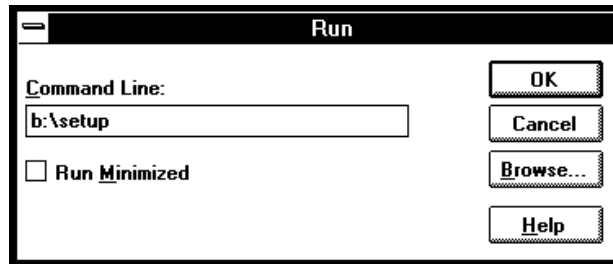 Run
Command Line:
b:\setup
Run Minimized
OK
Cancel
Browse...
Help